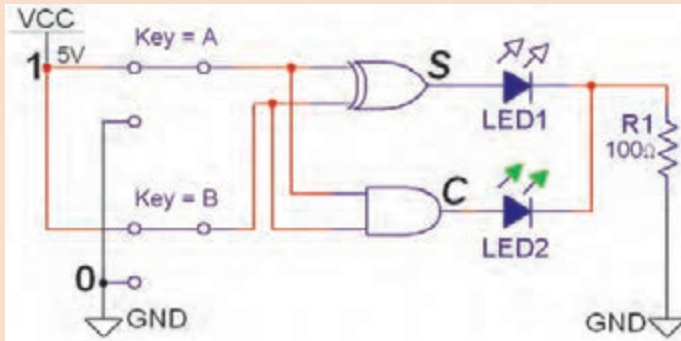 VCC
5V
1
Key = A
S
LED1
R1
100Ω
Key = B
C
LED2
0
GND
GND